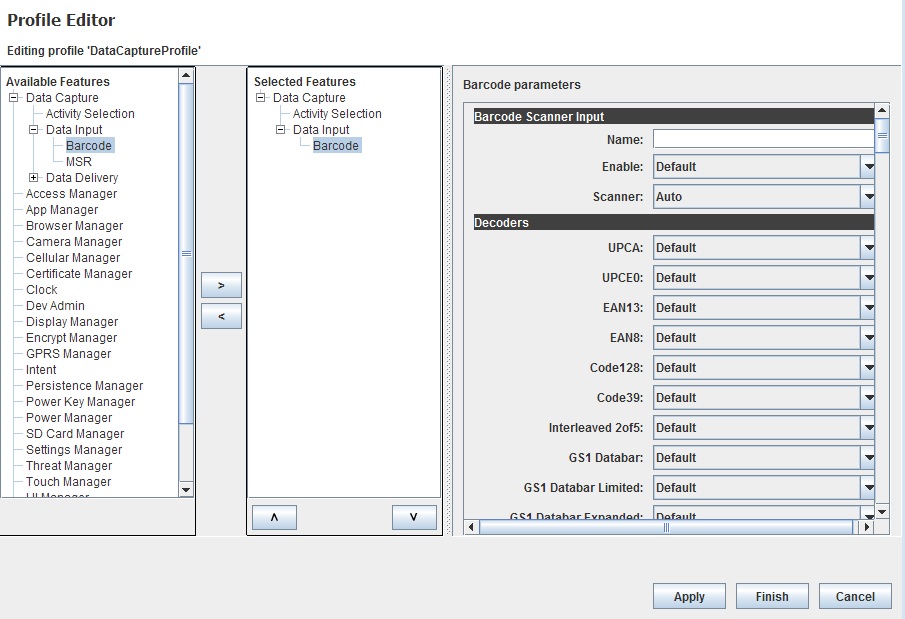 Profile Editor
Editing profile 'DataCaptureProfile'
Available Features
Data Capture
Activity Selection
Data Input
Barcode
MSR
Data Delivery
Access Manager
App Manager
Browser Manager
Camera Manager
Cellular Manager
Certificate Manager
Clock
Dev Admin
Display Manager
Encrypt Manager
GPRS Manager
Intent
Persistence Manager
Power Key Manager
Power Manager
SD Card Manager
Settings Manager
Threat Manager
Touch Manager
UI Manager
>
<
Selected Features
Data Capture
Activity Selection
Data Input
Barcode
Barcode parameters
Barcode Scanner Input
Name:
Enable: Default
Scanner: Auto
Decoders
UPCA: Default
UPCE0: Default
EAN13: Default
EAN8: Default
Code128: Default
Code39: Default
Interleaved 2of5: Default
GS1 Databar: Default
GS1 Databar Limited: Default
GS1 Databar Expanded: Default
Apply Finish Cancel